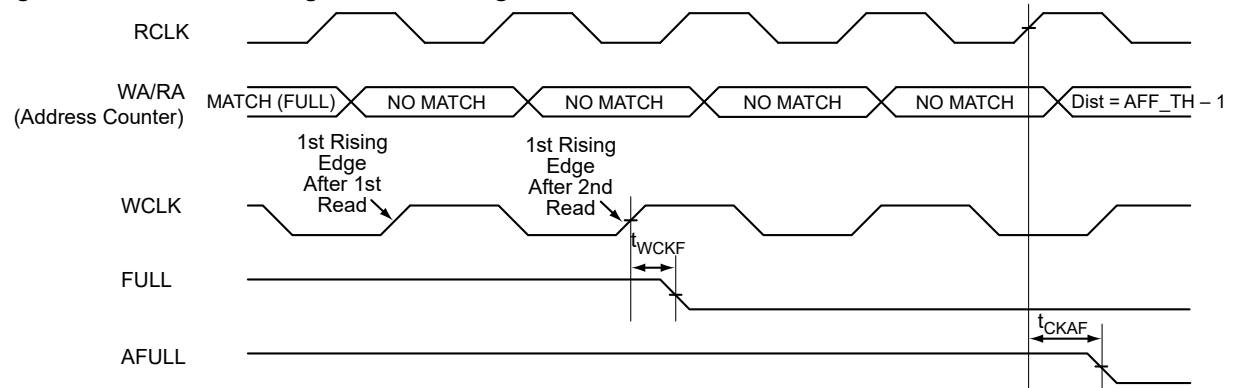 RCLK
WA/RA
(Address Counter)
MATCH (FULL) NO MATCH NO MATCH NO MATCH NO MATCH Dist = AFF_TH – 1
1st Rising
Edge
After 1st
Read
1st Rising
Edge
After 2nd
Read
WCLK
tWCKF
FULL
tCKAF
AFULL